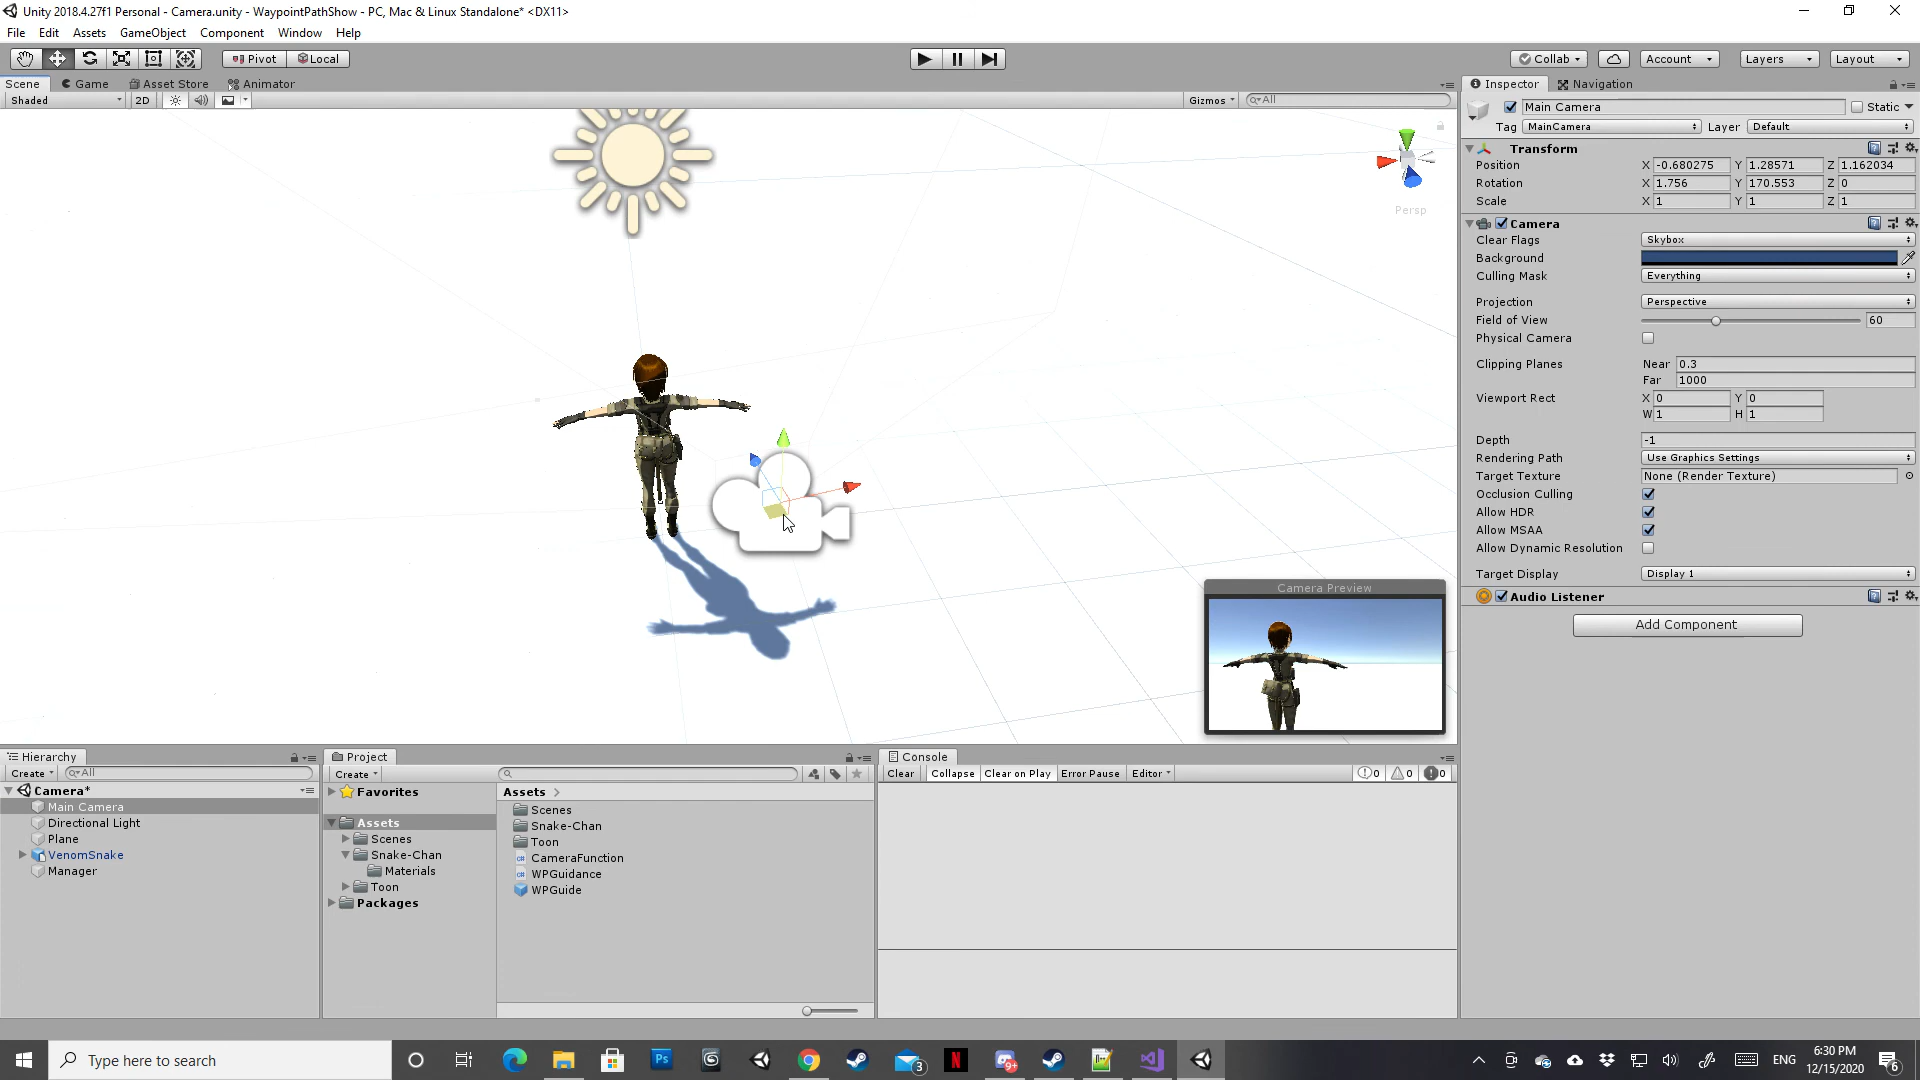 Unity 2018.4.27f1 Personal - Camera.unity - WaypointPathShow - PC, Mac & Linux Standalone* <DX11>
File Edit Assets GameObject Component Window Help
Pivot Local Collab Account Layers Layout
Scene Game Asset Store Animator
Shaded 2D Gizmos All
Persp
Inspector Navigation
Main Camera Static
Tag MainCamera Layer Default
Transform
Position X -0.680275 Y 1.28571 Z 1.162034
Rotation X 1.756 Y 170.553 Z 0
Scale X 1 Y 1 Z 1
Camera
Clear Flags Skybox
Background
Culling Mask Everything
Projection Perspective
Field of View 60
Physical Camera
Clipping Planes Near 0.3
Far 1000
Viewport Rect X 0 Y 0
W 1 H 1
Depth -1
Rendering Path Use Graphics Settings
Target Texture None (Render Texture)
Occlusion Culling
Allow HDR
Allow MSAA
Allow Dynamic Resolution
Target Display Display 1
Audio Listener
Add Component
Camera Preview
Hierarchy
Create All
Camera*
Main Camera
Directional Light
Plane
VenomSnake
Manager
Project
Create
Favorites
Assets
Scenes
Snake-Chan
Materials
Toon
Packages
Assets
Scenes
Snake-Chan
Toon
CameraFunction
WPGuidance
WPGuide
Console
Clear Collapse Clear on Play Error Pause Editor 0 0 0
Type here to search
Ps
3
N
9+
ENG
6:30 PM
12/15/2020
6